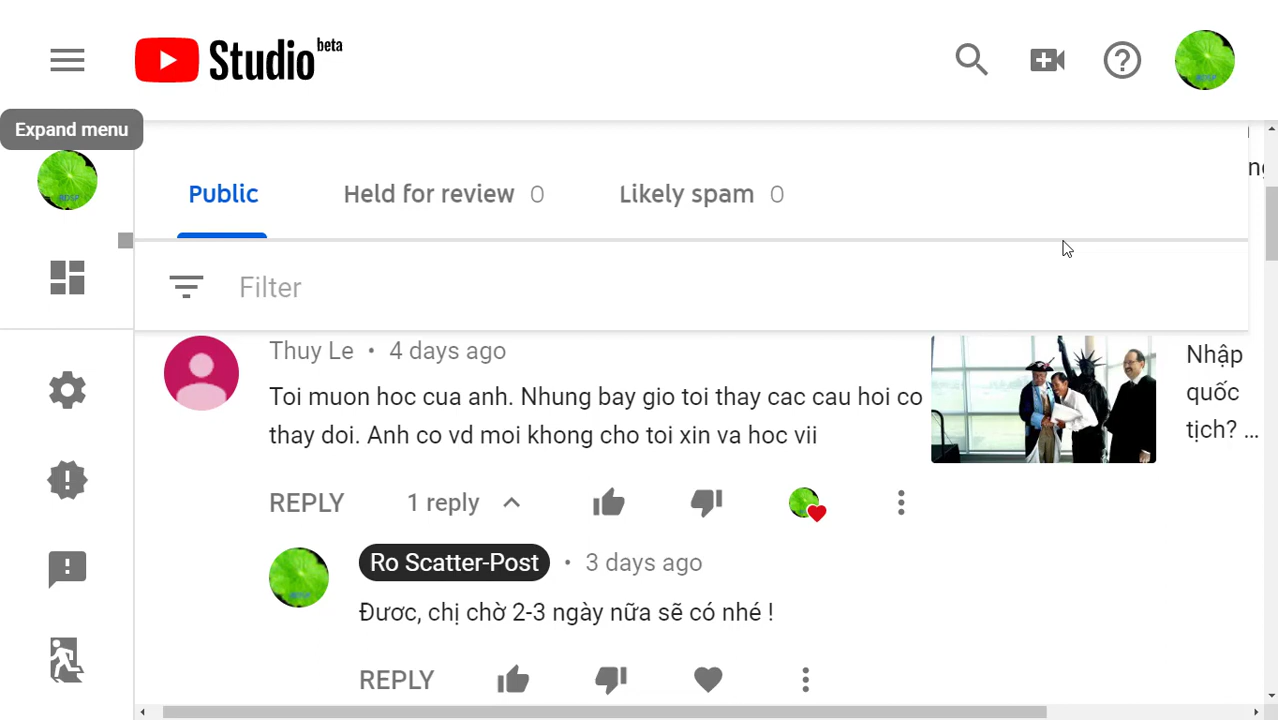 Studio beta
Expand menu
Public
Held for review 0
Likely spam 0
Filter
Thuy Le • 4 days ago
Toi muon hoc cua anh. Nhung bay gio toi thay cac cau hoi co
thay doi. Anh co vd moi khong cho toi xin va hoc vii
Nhập
quốc
tịch? ...
REPLY
1 reply
Ro Scatter-Post • 3 days ago
Đươc, chị chờ 2-3 ngày nữa sẽ có nhé !
REPLY